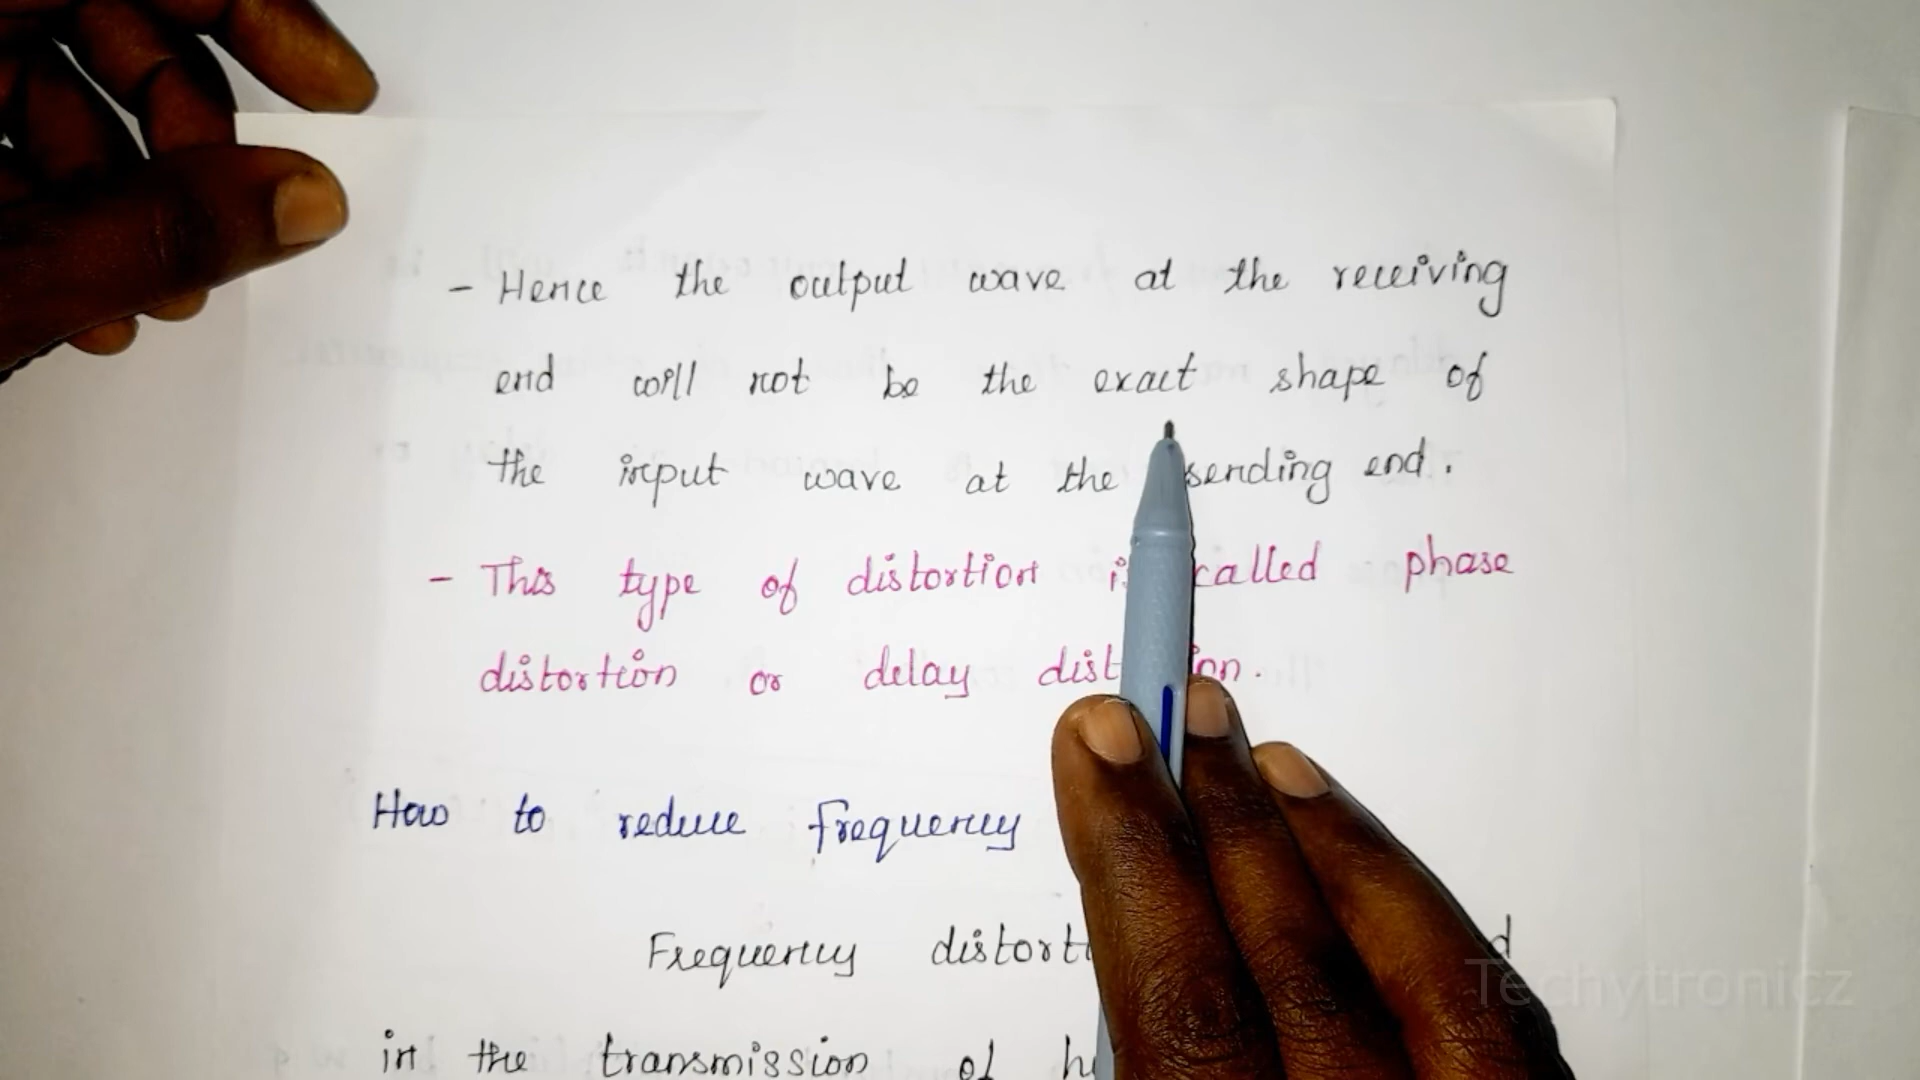 - Hence the output wave at the receiving
end will not be the exact shape of
the input wave at the sending end.
- This type of distortion is called phase
distortion or delay distortion.
How to reduce frequency
Frequency
in the transmission of
Techytronicz